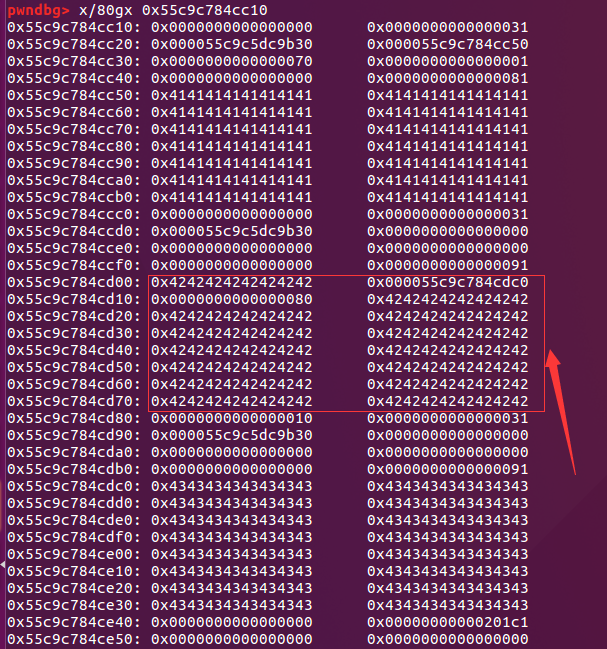 pwndbg> x/80gx 0x55c9c784cc10
0x55c9c784cc10: 0x0000000000000000 0x0000000000000031
0x55c9c784cc20: 0x000055c9c5dc9b30 0x000055c9c784cc50
0x55c9c784cc30: 0x0000000000000070 0x0000000000000001
0x55c9c784cc40: 0x0000000000000000 0x0000000000000081
0x55c9c784cc50: 0x4141414141414141 0x4141414141414141
0x55c9c784cc60: 0x4141414141414141 0x4141414141414141
0x55c9c784cc70: 0x4141414141414141 0x4141414141414141
0x55c9c784cc80: 0x4141414141414141 0x4141414141414141
0x55c9c784cc90: 0x4141414141414141 0x4141414141414141
0x55c9c784cca0: 0x4141414141414141 0x4141414141414141
0x55c9c784ccb0: 0x4141414141414141 0x4141414141414141
0x55c9c784ccc0: 0x0000000000000000 0x0000000000000031
0x55c9c784ccd0: 0x000055c9c5dc9b30 0x0000000000000000
0x55c9c784cce0: 0x0000000000000000 0x0000000000000000
0x55c9c784ccf0: 0x0000000000000000 0x0000000000000091
0x55c9c784cd00: 0x4242424242424242 0x000055c9c784cdc0
0x55c9c784cd10: 0x0000000000000080 0x4242424242424242
0x55c9c784cd20: 0x4242424242424242 0x4242424242424242
0x55c9c784cd30: 0x4242424242424242 0x4242424242424242
0x55c9c784cd40: 0x4242424242424242 0x4242424242424242
0x55c9c784cd50: 0x4242424242424242 0x4242424242424242
0x55c9c784cd60: 0x4242424242424242 0x4242424242424242
0x55c9c784cd70: 0x4242424242424242 0x4242424242424242
0x55c9c784cd80: 0x0000000000000010 0x0000000000000031
0x55c9c784cd90: 0x000055c9c5dc9b30 0x0000000000000000
0x55c9c784cda0: 0x0000000000000000 0x0000000000000000
0x55c9c784cdb0: 0x0000000000000000 0x0000000000000091
0x55c9c784cdc0: 0x4343434343434343 0x4343434343434343
0x55c9c784cdd0: 0x4343434343434343 0x4343434343434343
0x55c9c784cde0: 0x4343434343434343 0x4343434343434343
0x55c9c784cdf0: 0x4343434343434343 0x4343434343434343
0x55c9c784ce00: 0x4343434343434343 0x4343434343434343
0x55c9c784ce10: 0x4343434343434343 0x4343434343434343
0x55c9c784ce20: 0x4343434343434343 0x4343434343434343
0x55c9c784ce30: 0x4343434343434343 0x4343434343434343
0x55c9c784ce40: 0x0000000000000000 0x00000000000201c1
0x55c9c784ce50: 0x0000000000000000 0x0000000000000000